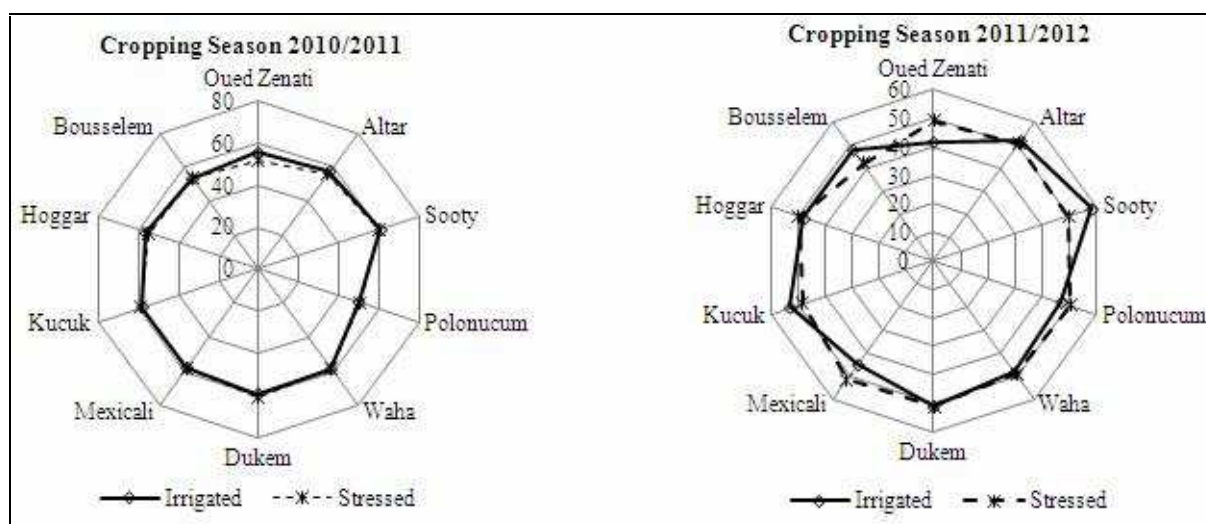 Cropping Season 2010/2011
Oued Zenati
Altar
Sooty
Polonucum
Waha
Dukem
Mexicali
Kucuk
Hoggar
Bousselem
80
60
40
20
0
Irrigated
Stressed
Cropping Season 2011/2012
Oued Zenati
Altar
Sooty
Polonucum
Waha
Dukem
Mexicali
Kucuk
Hoggar
Bousselem
60
50
40
30
20
10
0
Irrigated
Stressed